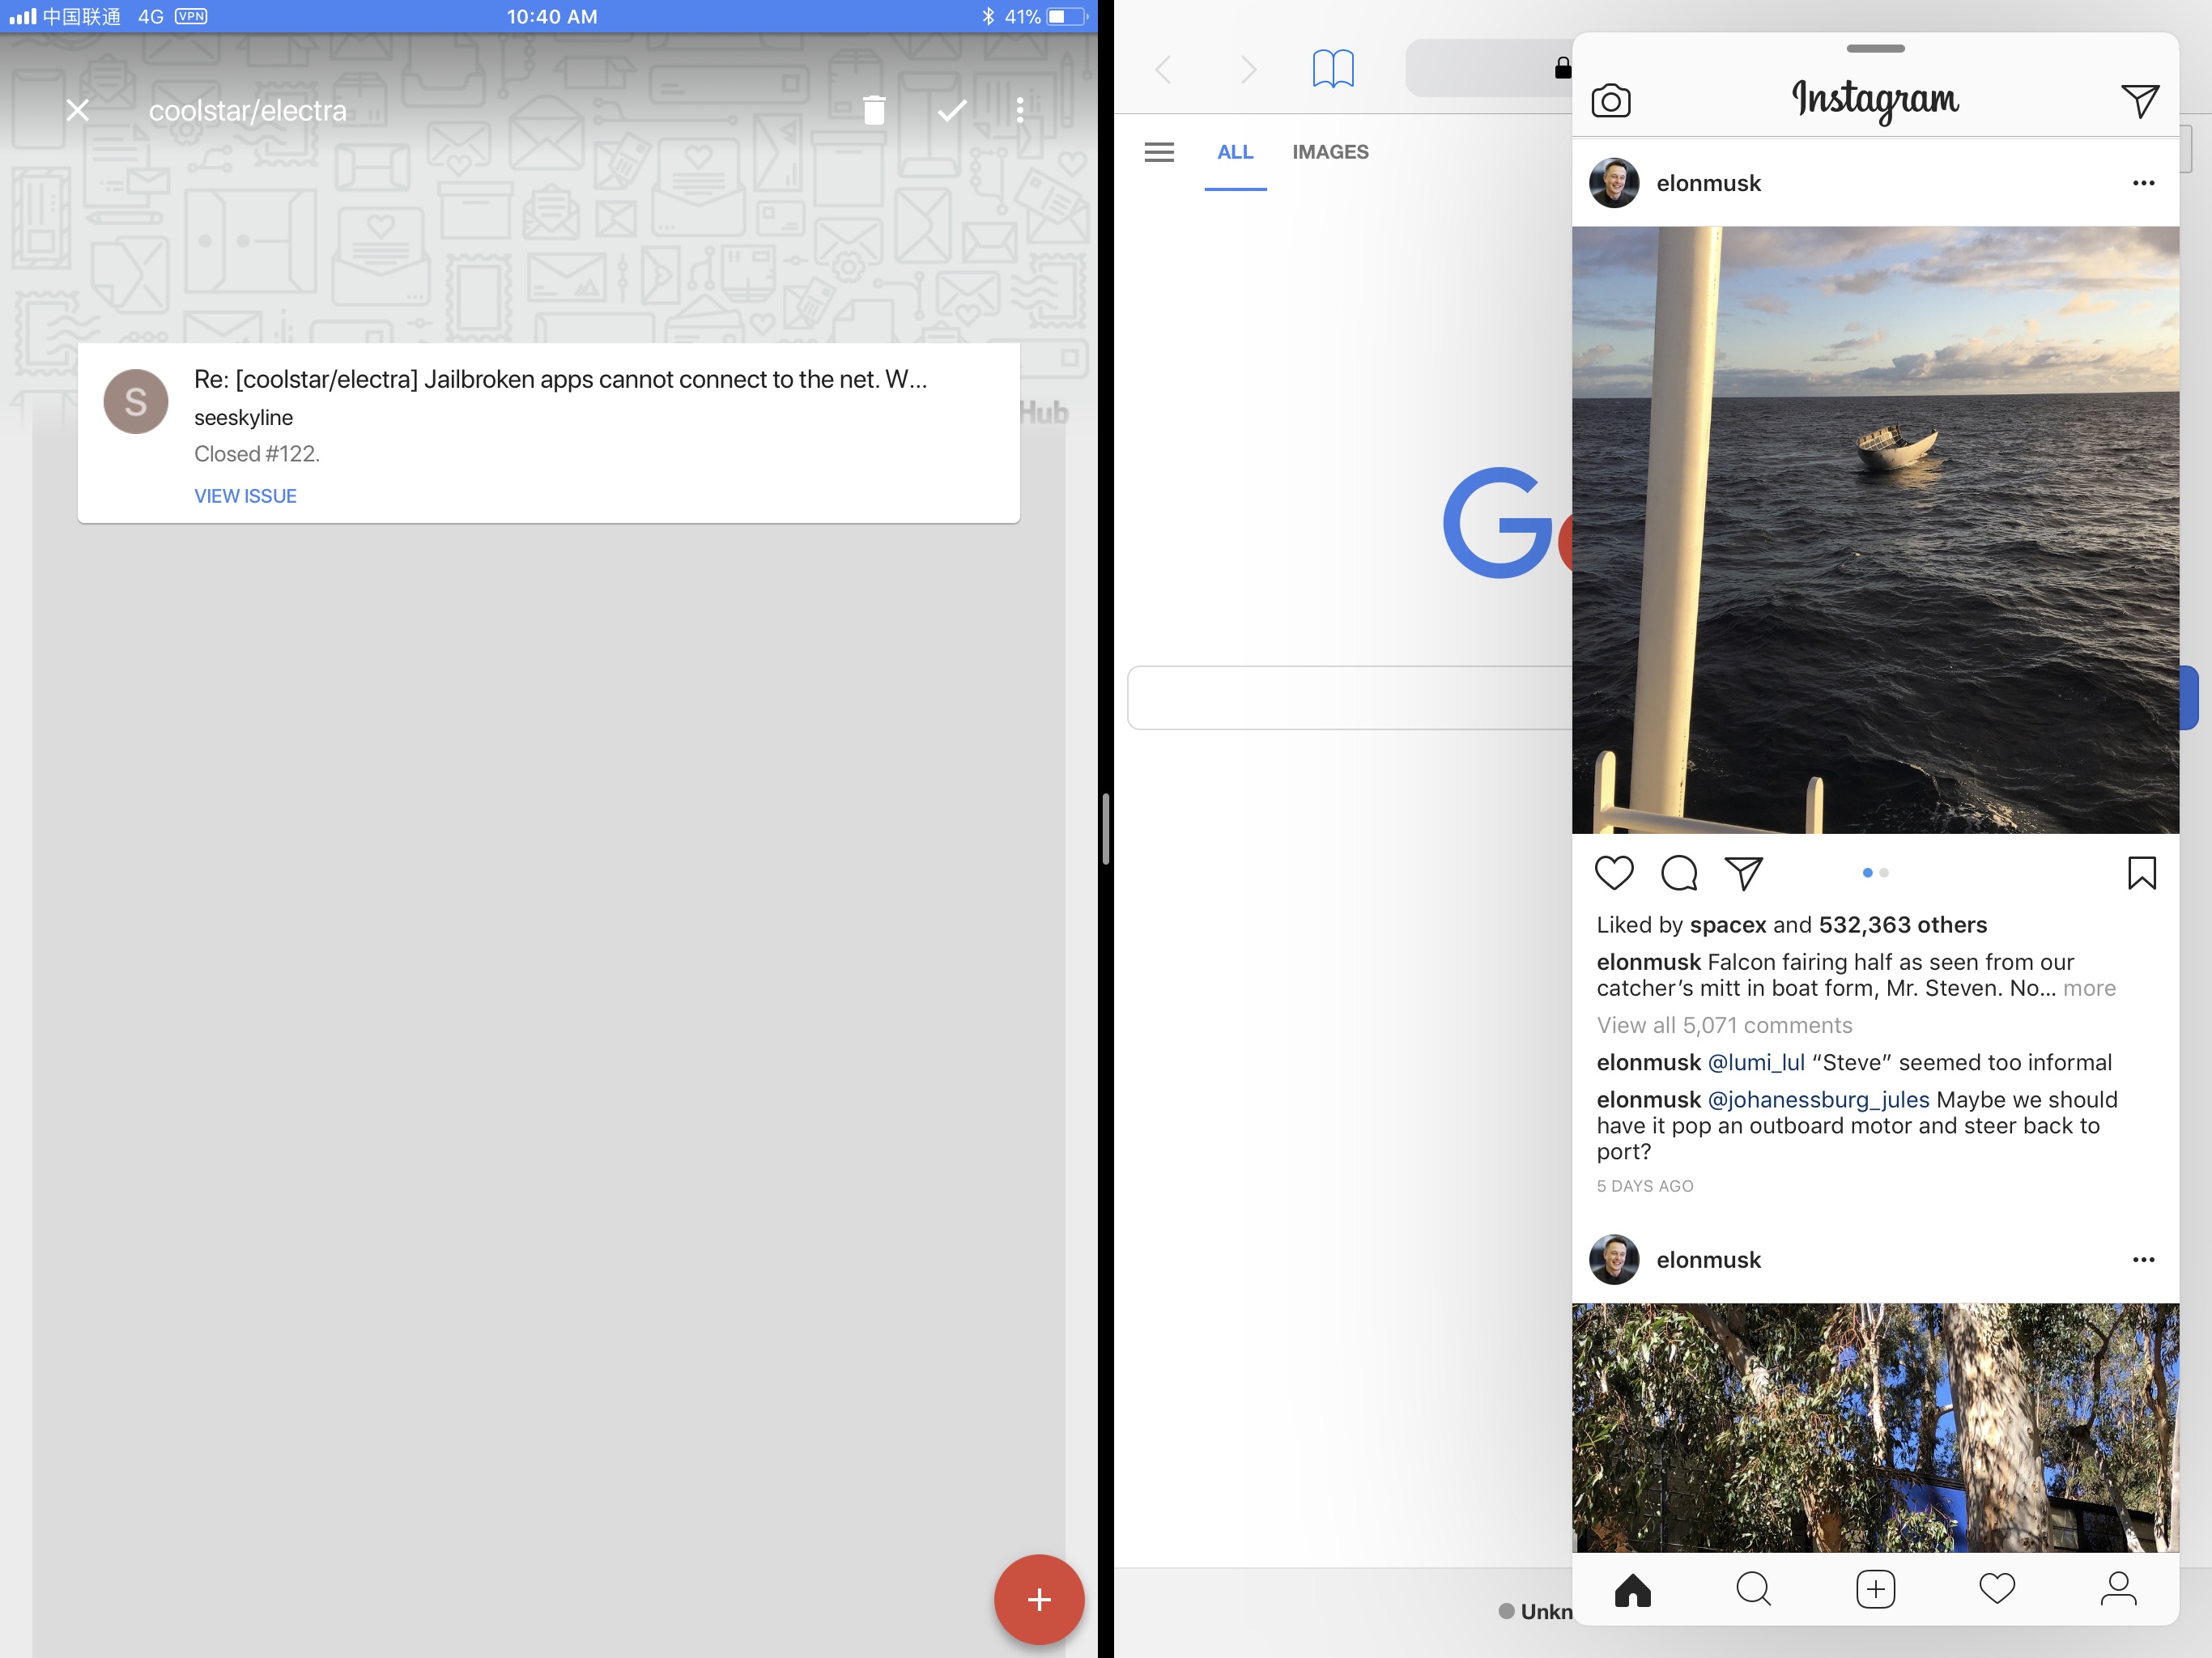 中国联通 4G VPN
10:40 AM
41%
coolstar/electra
S
Re: [coolstar/electra] Jailbroken apps cannot connect to the net. W...
seeskyline
Closed #122.
VIEW ISSUE
Hub
ALL IMAGES
G
Unkn
Instagram
elonmusk
Liked by spacex and 532,363 others
elonmusk Falcon fairing half as seen from our
catcher’s mitt in boat form, Mr. Steven. No... more
View all 5,071 comments
elonmusk @lumi_lul “Steve” seemed too informal
elonmusk @johanessburg_jules Maybe we should
have it pop an outboard motor and steer back to
port?
5 DAYS AGO
elonmusk